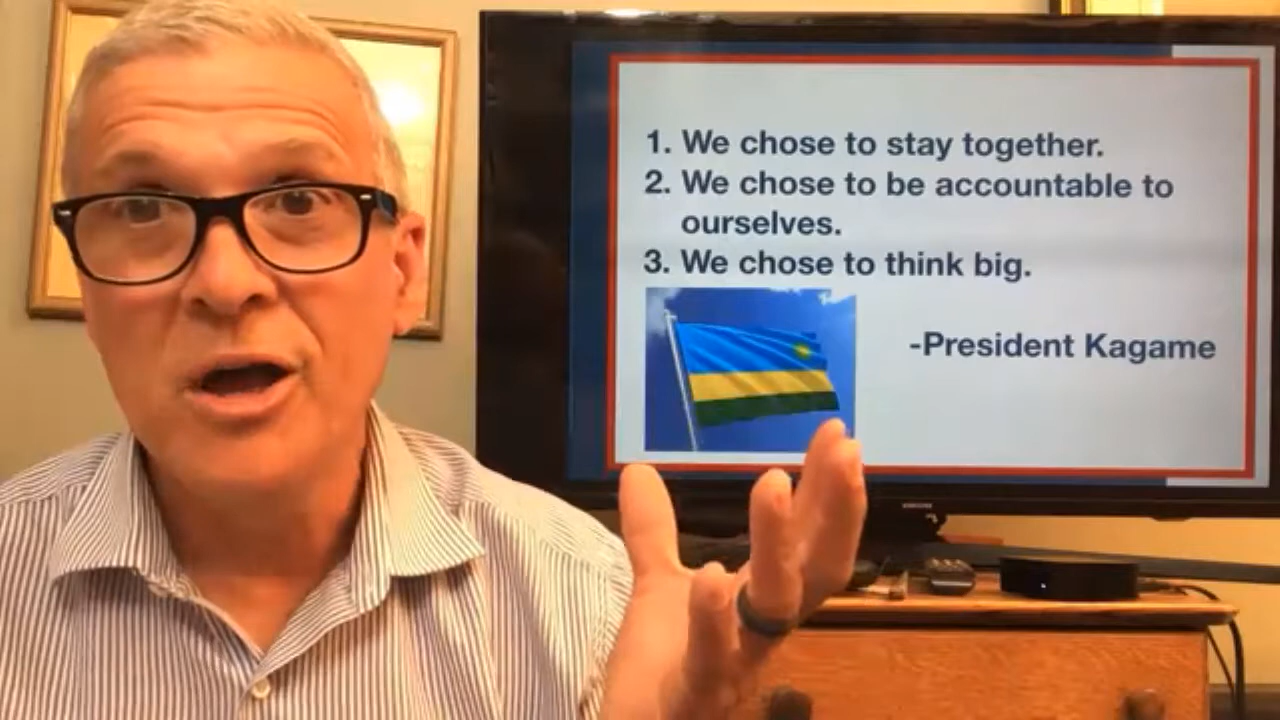 1. We chose to stay together.
2. We chose to be accountable to
ourselves.
3. We chose to think big.
-President Kagame